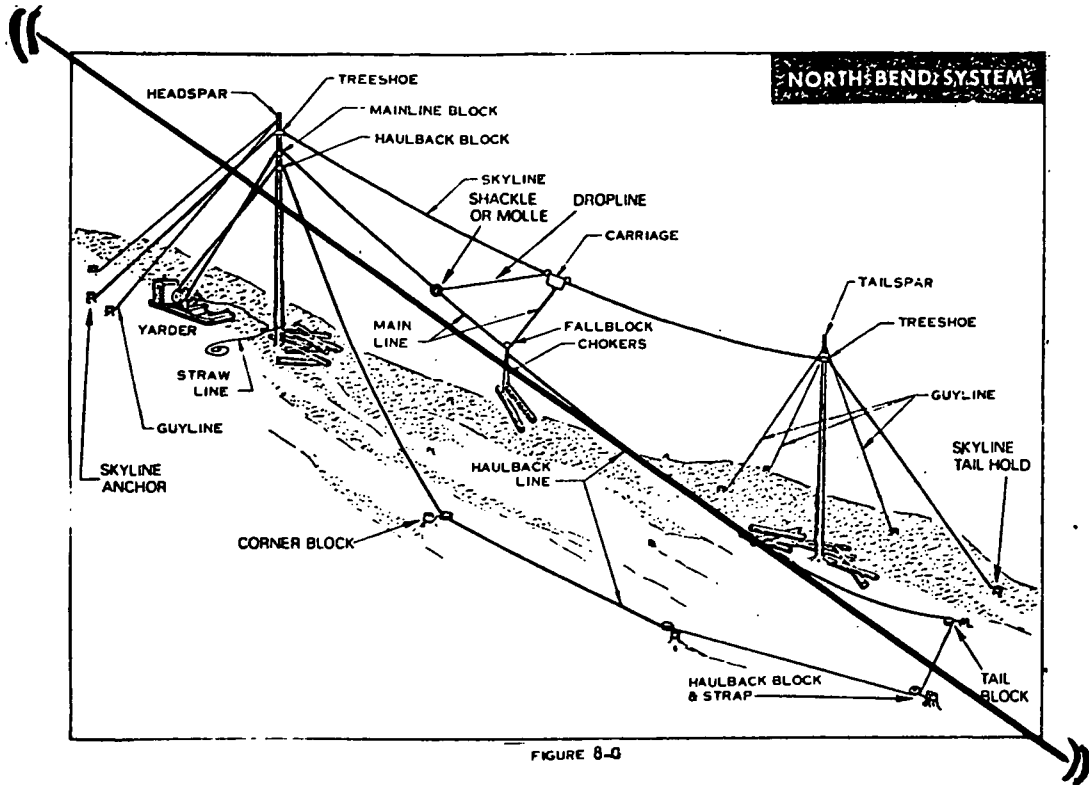 NORTH BEND SYSTEM
TREESHOE
HEADSPAR
MAINLINE BLOCK
HAULBACK BLOCK
SKYLINE
SHACKLE
OR MOLLE
DROPLINE
CARRIAGE
TAILSPAR
TREESHOE
YARDER
MAIN
LINE
FALLBLOCK
CHOKERS
STRAW
LINE
GUYLINE
GUYLINE
SKYLINE
TAIL HOLD
SKYLINE
ANCHOR
HAULBACK
LINE
CORNER BLOCK
HAULBACK BLOCK
& STRAP
TAIL
BLOCK
FIGURE 8-G